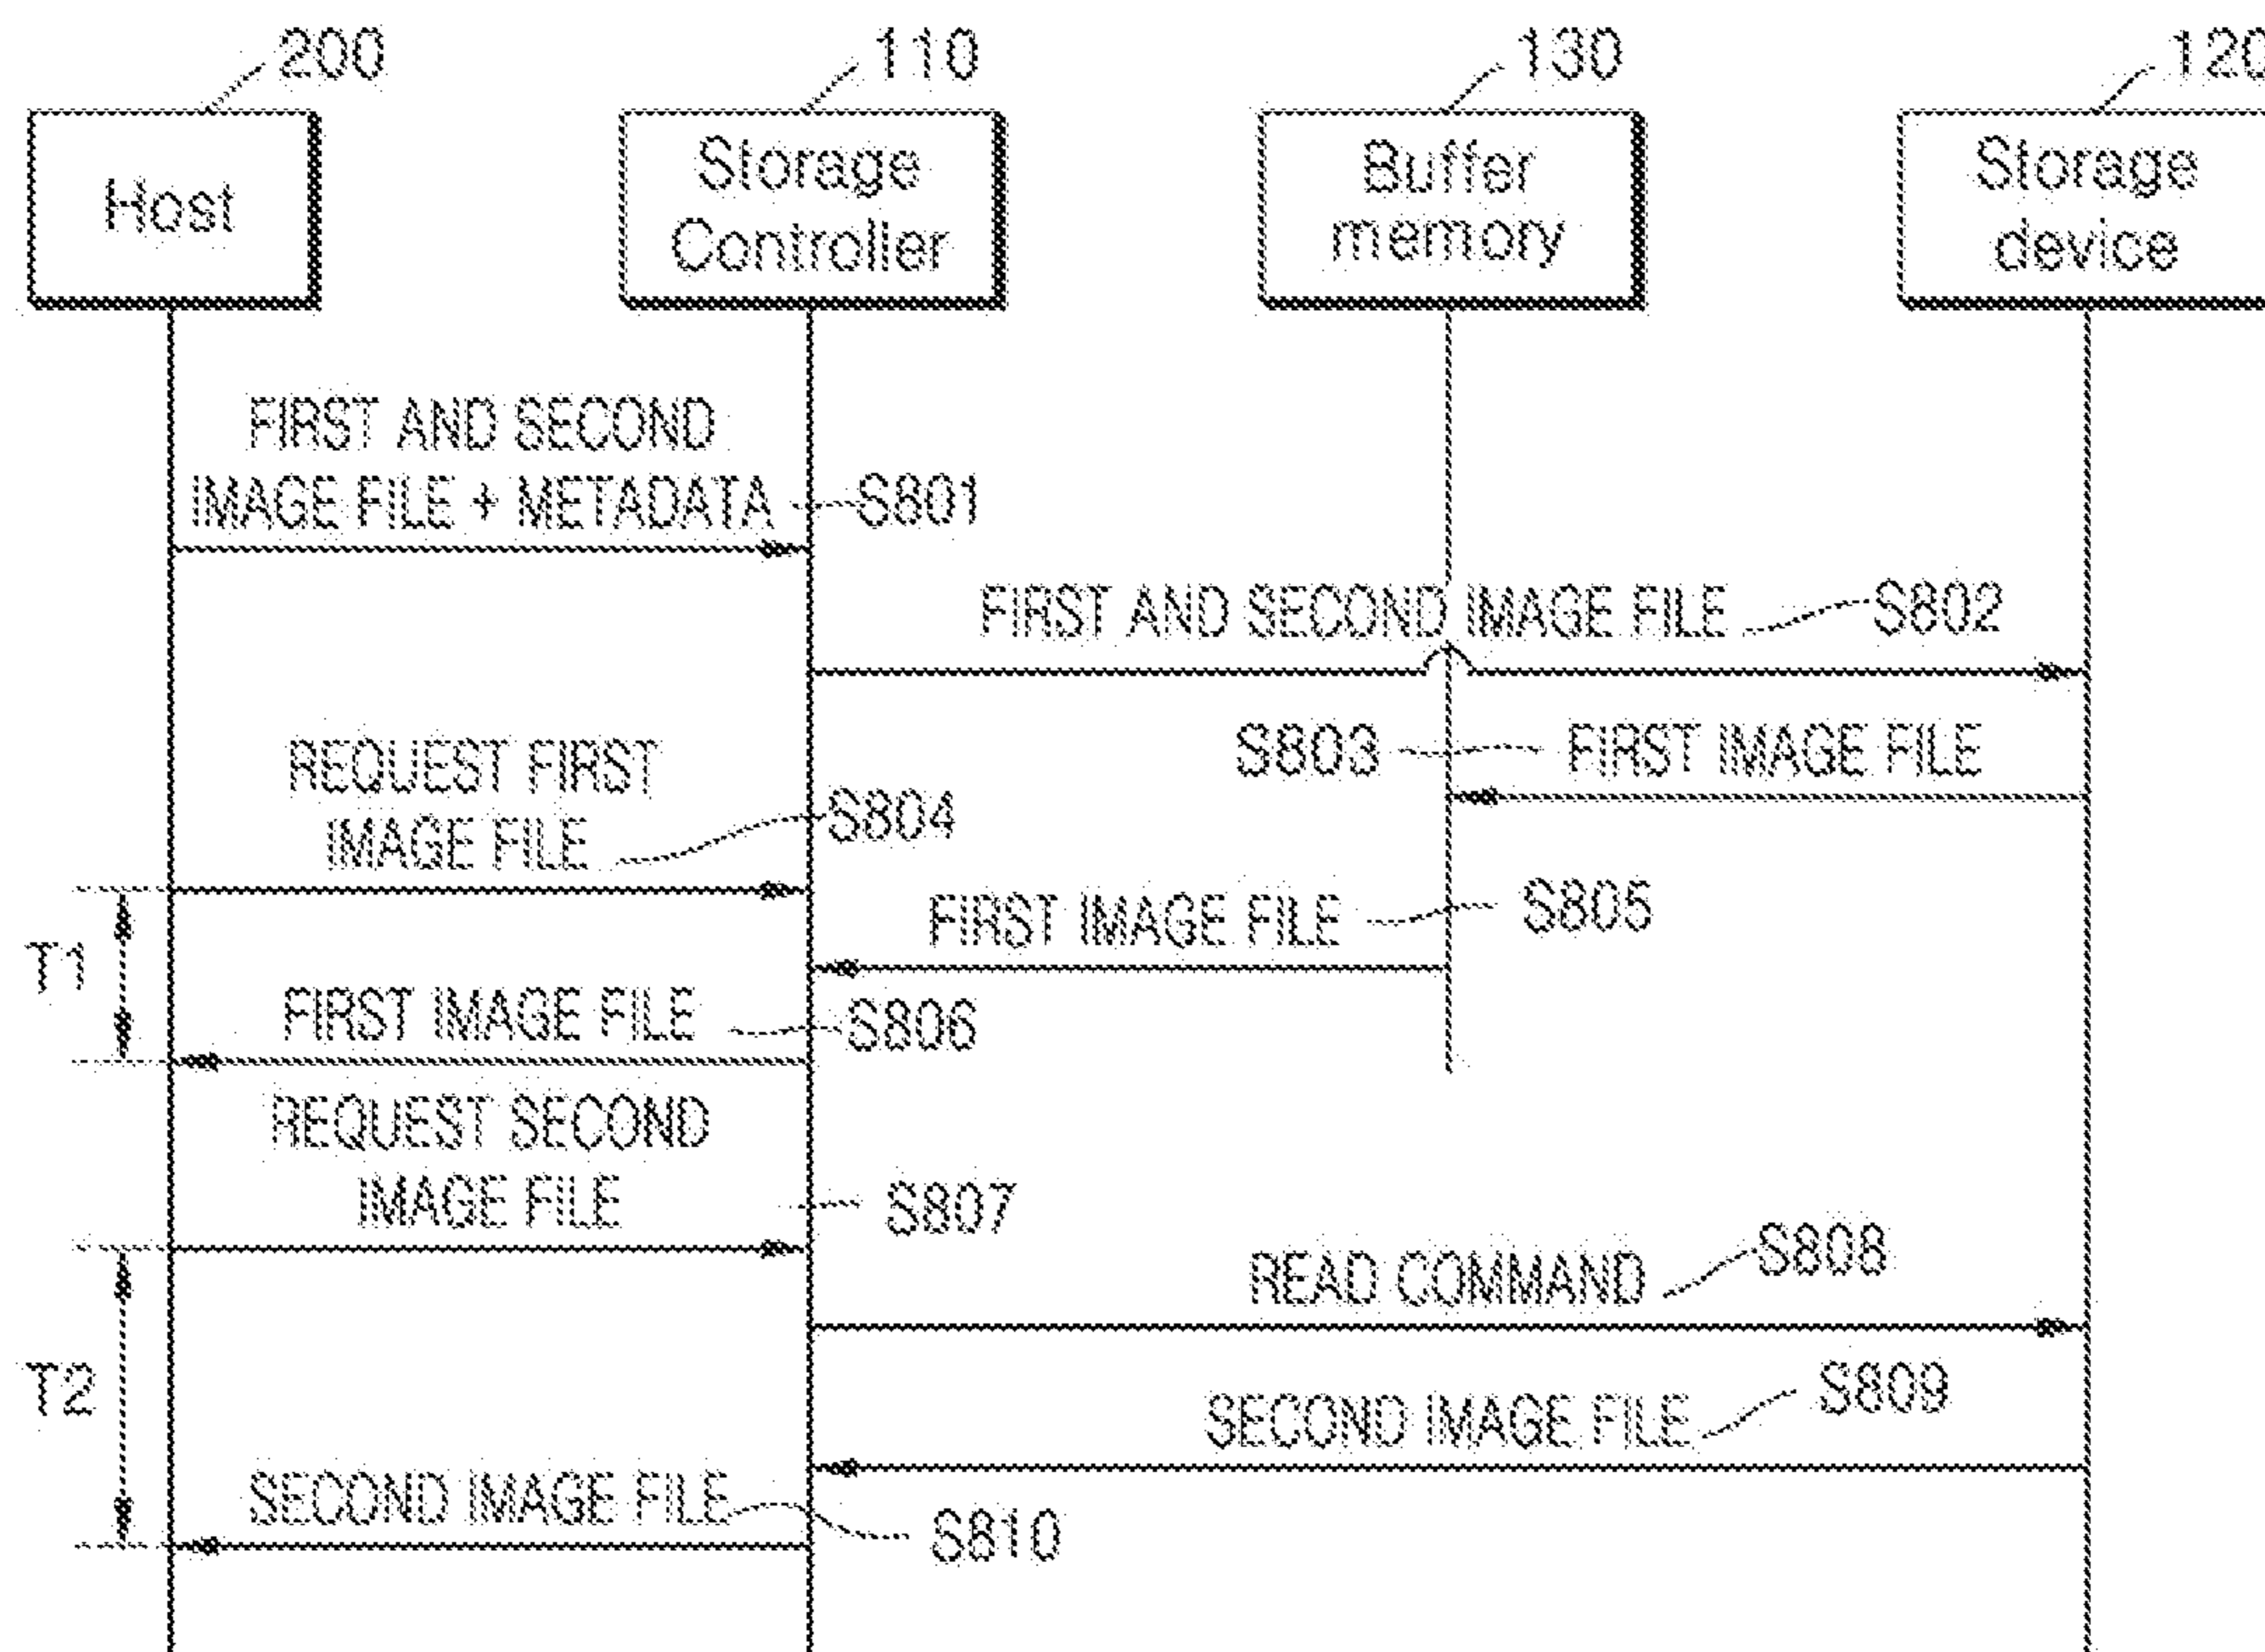 200
110
130
120
Host
Storage
Controller
Buffer
memory
Storage
device
FIRST AND SECOND
IMAGE FILE + METADATA
S801
FIRST AND SECOND IMAGE FILE
S802
S803
FIRST IMAGE FILE
REQUEST FIRST
IMAGE FILE
S804
FIRST IMAGE FILE
S805
T1
FIRST IMAGE FILE
S806
REQUEST SECOND
IMAGE FILE
S807
READ COMMAND
S808
T2
SECOND IMAGE FILE
S809
SECOND IMAGE FILE
S810